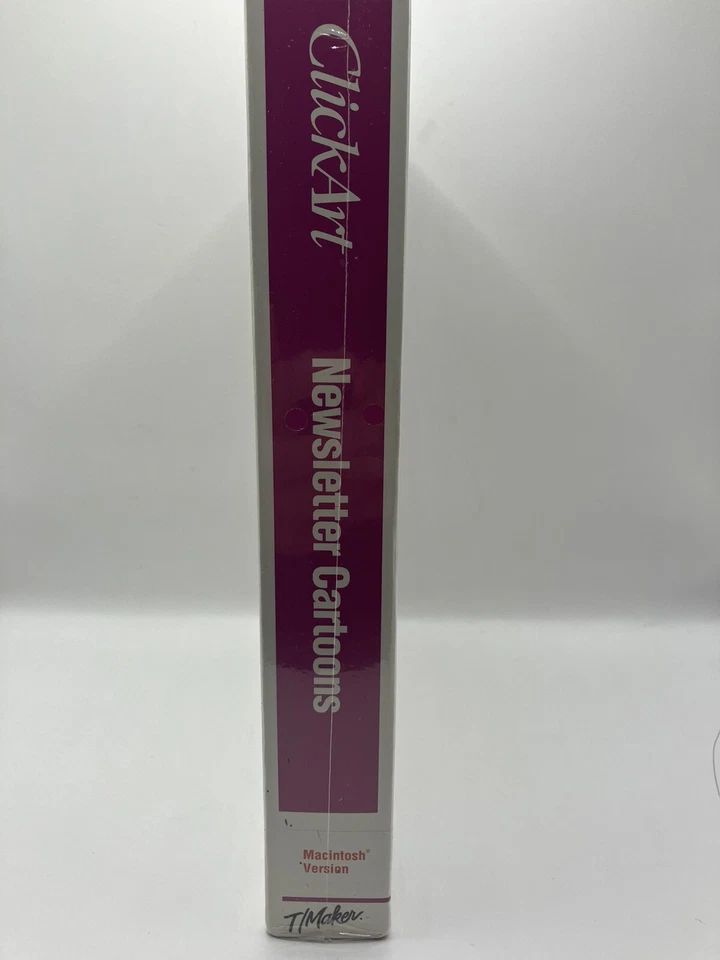 ClickArt
Newsletter Cartoons
Macintosh®
Version
T/Maker.